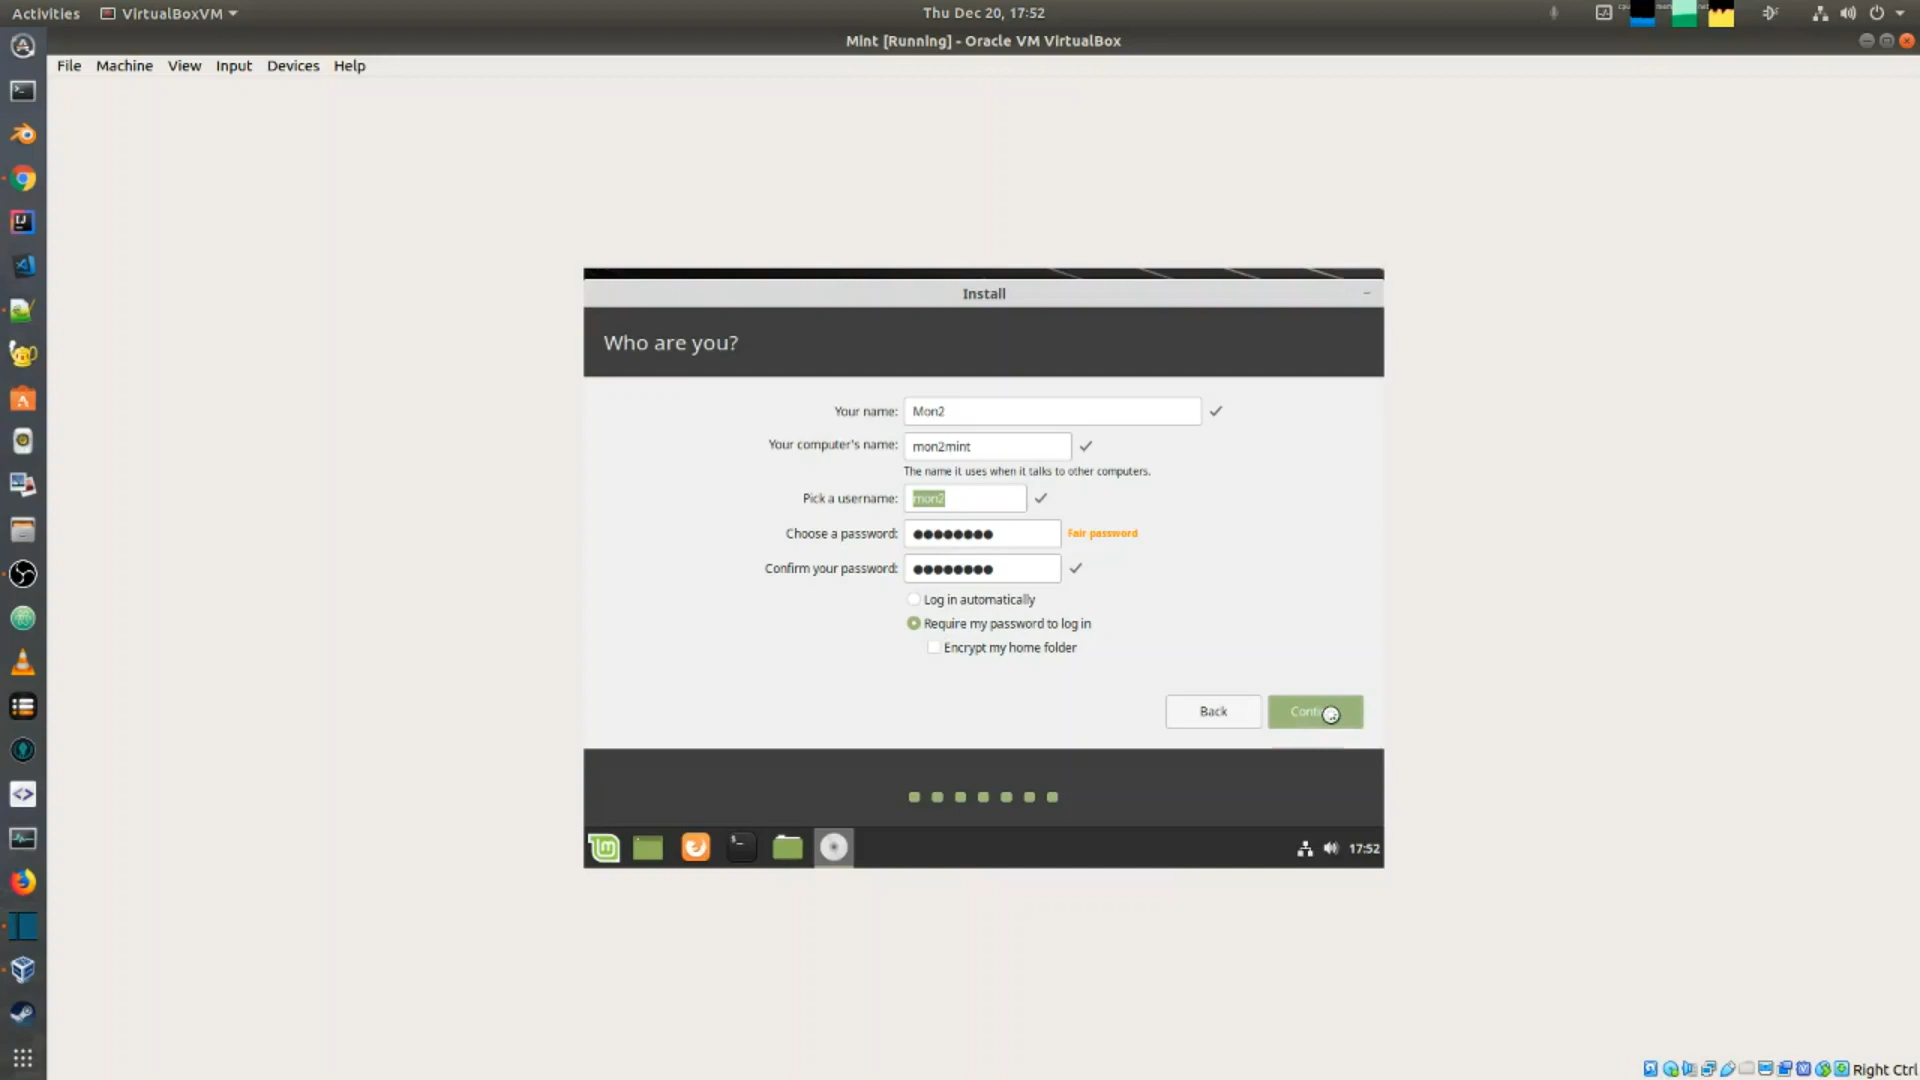 Activities VirtualBoxVM Thu Dec 20, 17:52
Mint [Running] - Oracle VM VirtualBox
File Machine View Input Devices Help
Install
Who are you?
Your name: Mon2
Your computer's name: mon2mint
The name it uses when it talks to other computers.
Pick a username: mon2
Choose a password: ●●●●●●●● Fair password
Confirm your password: ●●●●●●●●
Log in automatically
Require my password to log in
Encrypt my home folder
Back
17:52
Right Ctrl